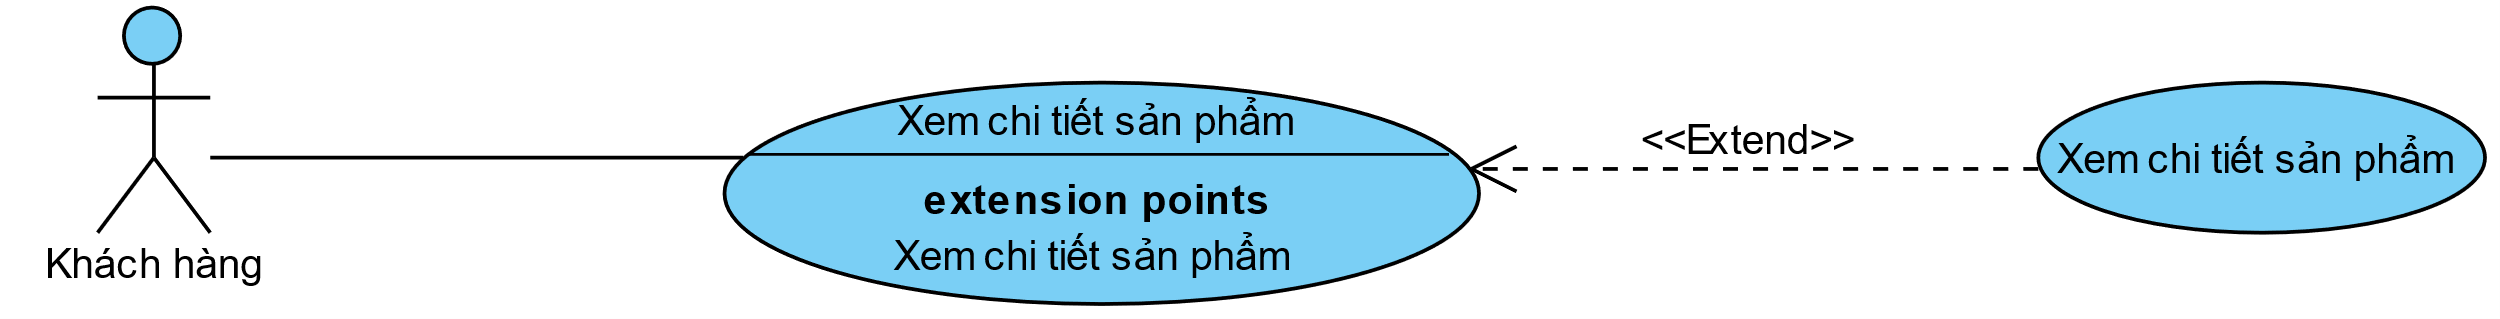 Xem chi tiết sản phẩm
<<Extend>>
Xem chi tiết sản phẩm
extension points
Xem chi tiết sản phẩm
Khách hàng